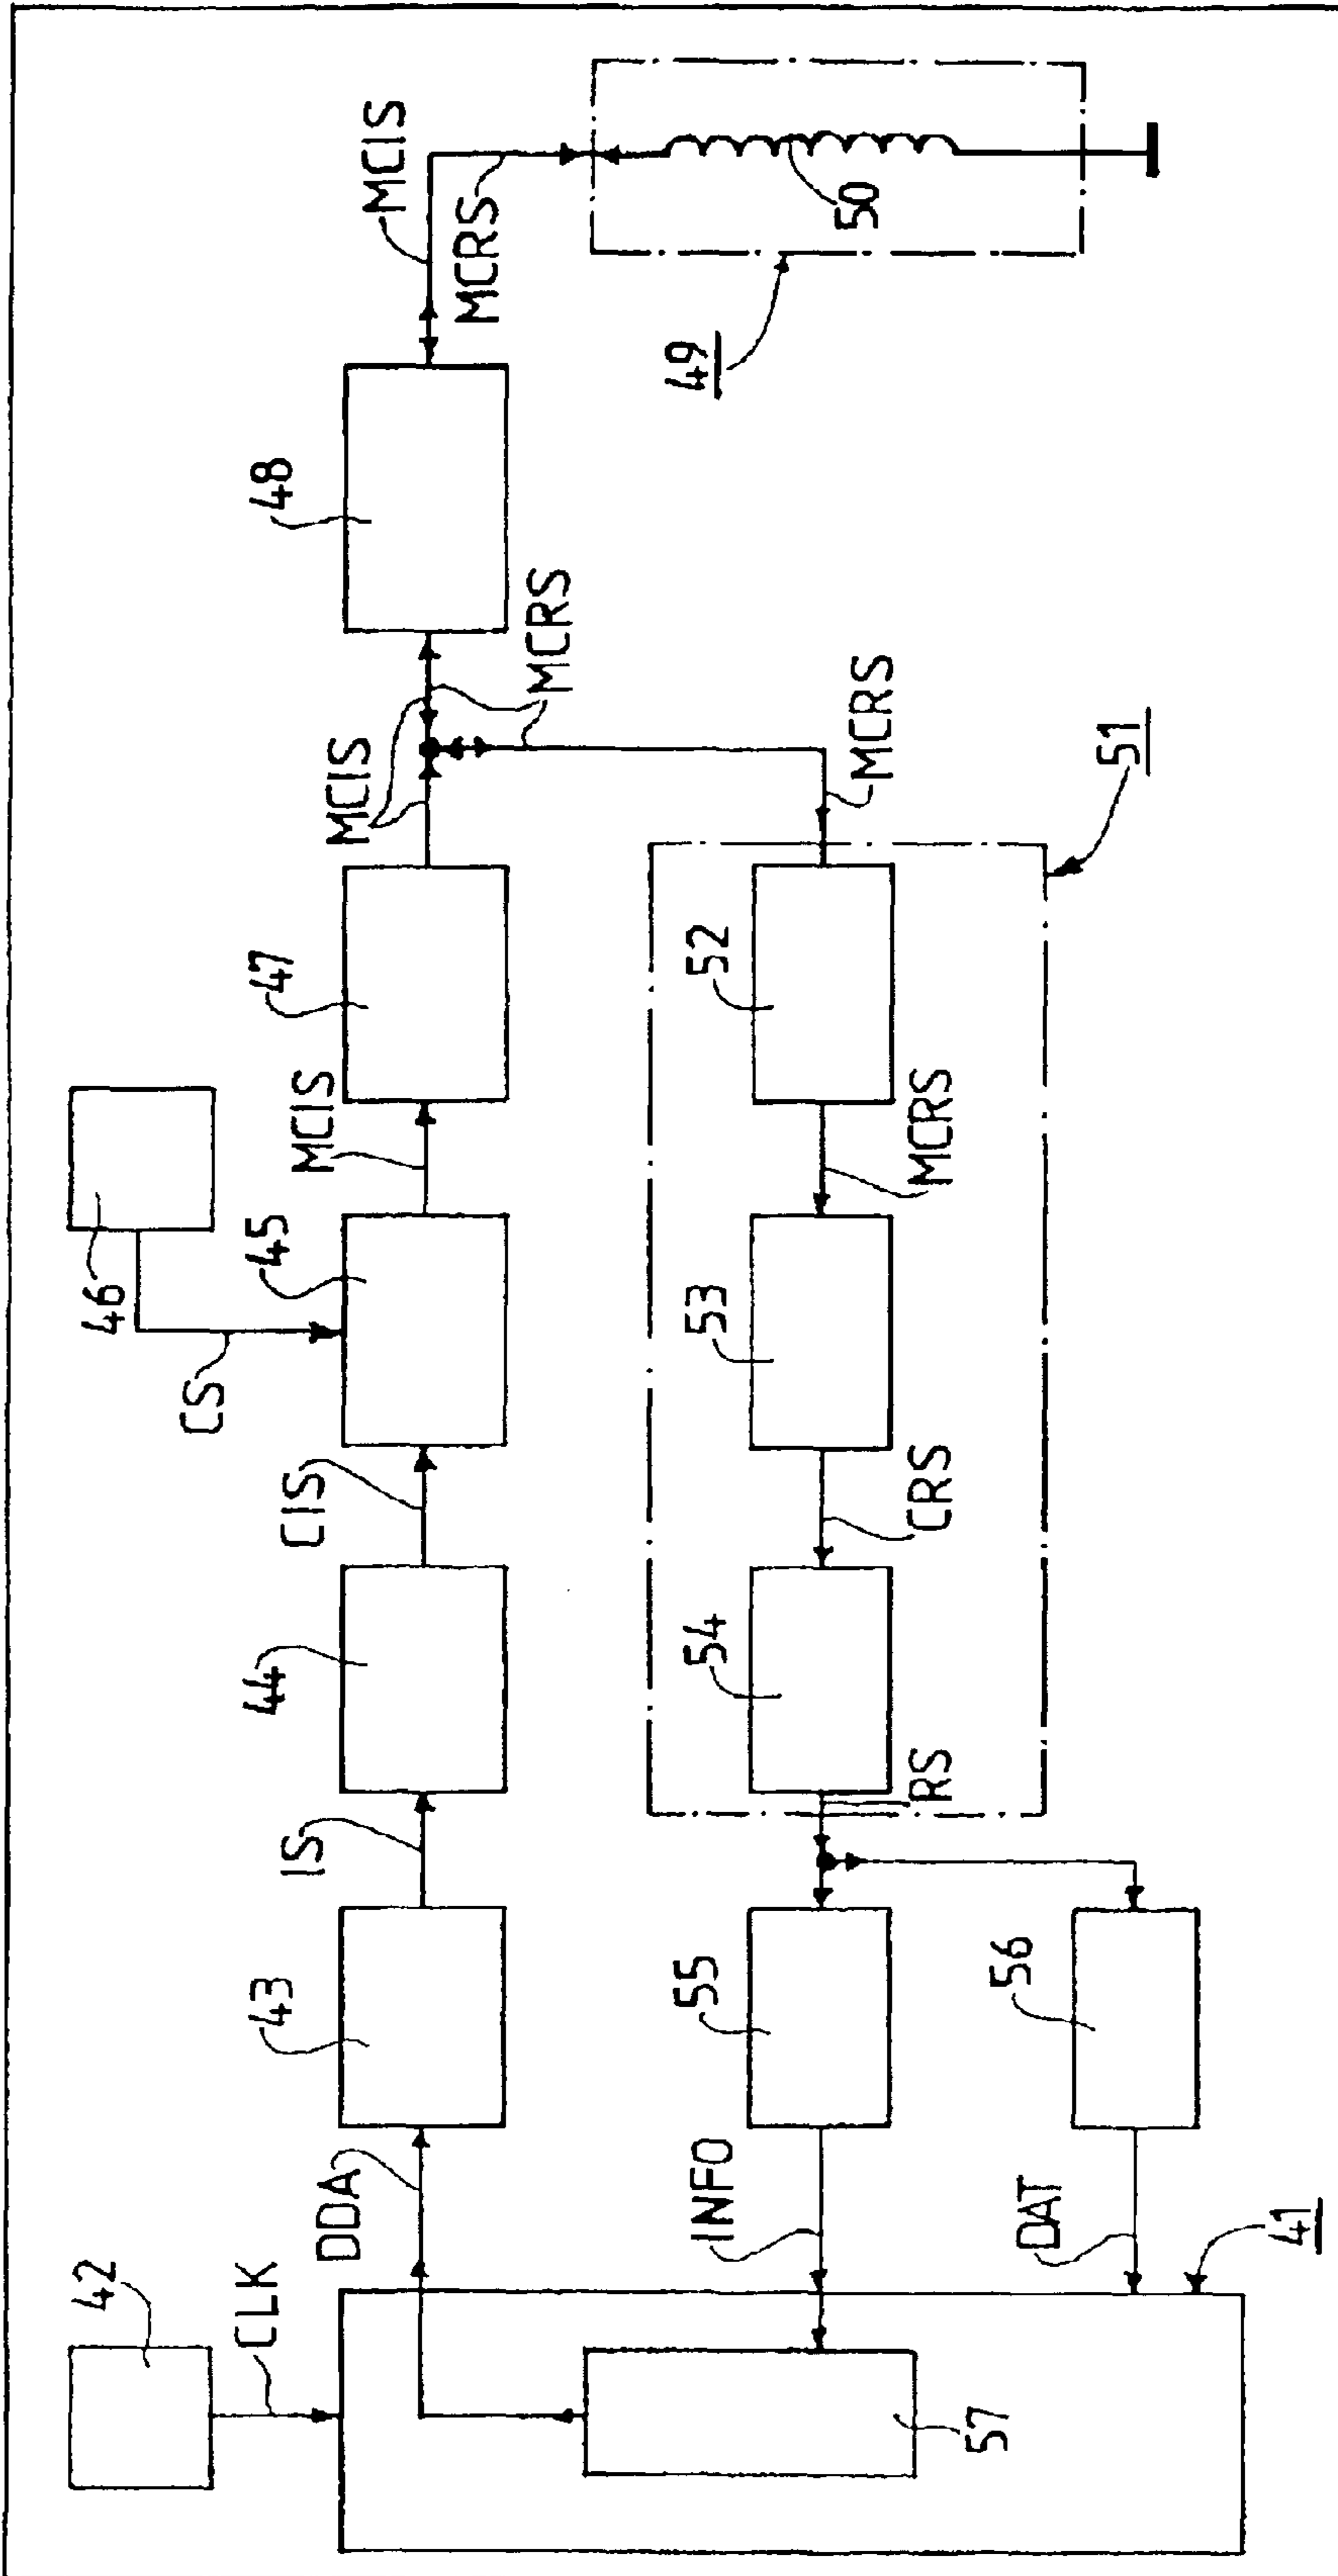 42
CLK
DDA
43
IS
44
CIS
CS
46
45
MCIS
47
MCIS
MCRS
48
MCIS
MCRS
50
49
INFO
55
RS
54
CRS
53
MCRS
52
MCRS
51
57
DAT
56
41